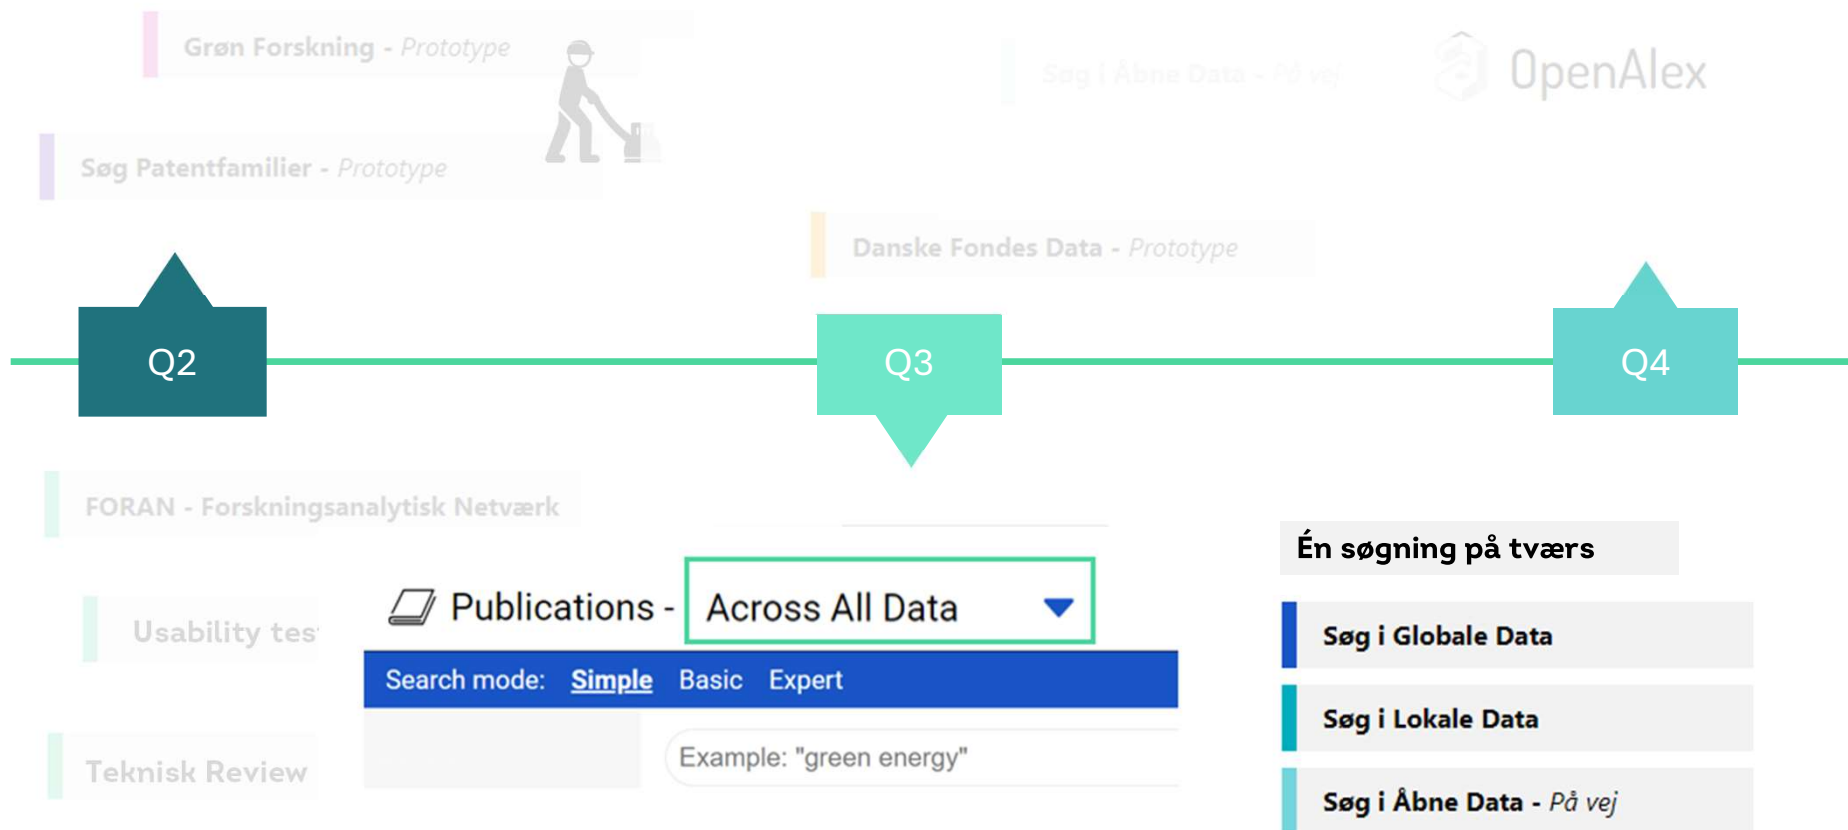 Grøn Forskning - Prototype
Søg i Åbne Data - På vej
OpenAlex
Søg Patentfamilier - Prototype
Danske Fondes Data - Prototype
Q2
Q3
Q4
FORAN - Forskningsanalytisk Netværk
Usability
Teknisk Review
Publications - Across All Data
Search mode: Simple Basic Expert
Example: "green energy"
Én søgning på tværs
Søg i Globale Data
Søg i Lokale Data
Søg i Åbne Data - På vej